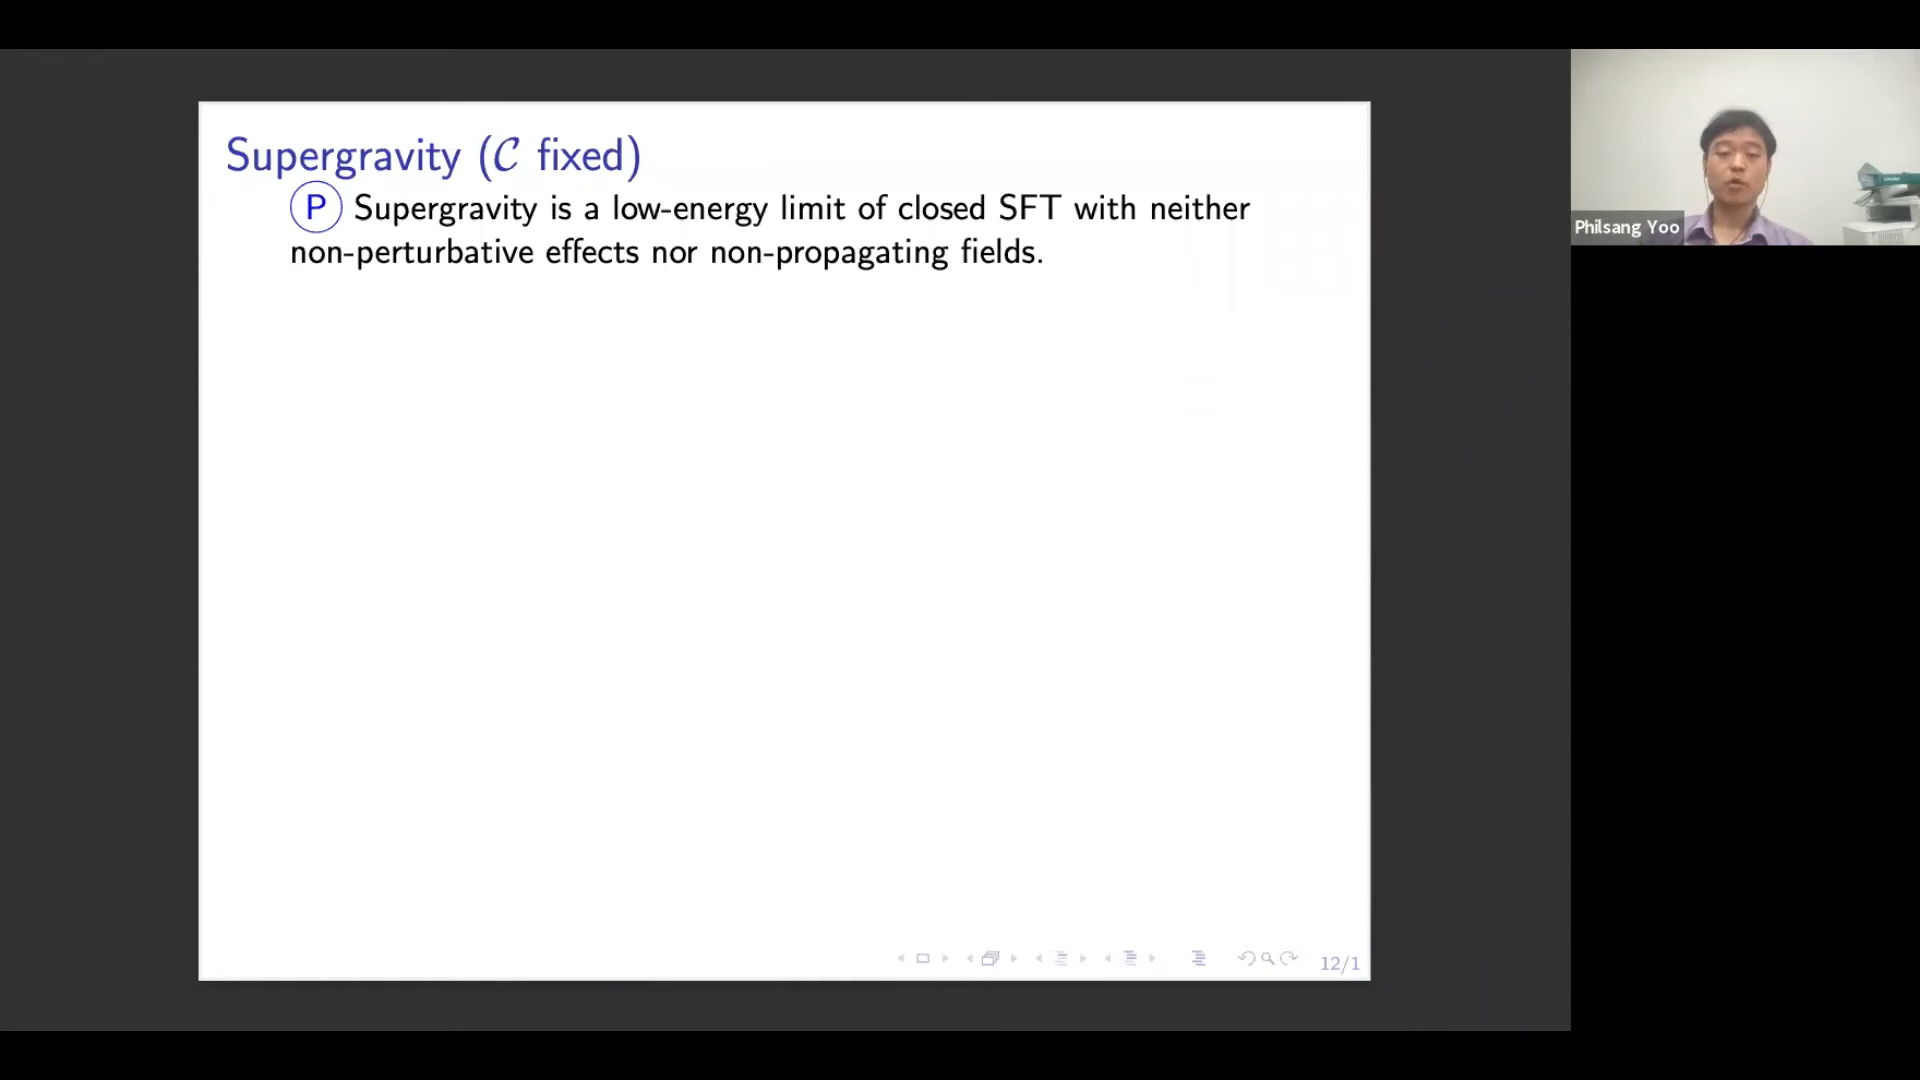 Supergravity (C fixed)
P Supergravity is a low-energy limit of closed SFT with neither
non-perturbative effects nor non-propagating fields.
12/1
Philsang Yoo